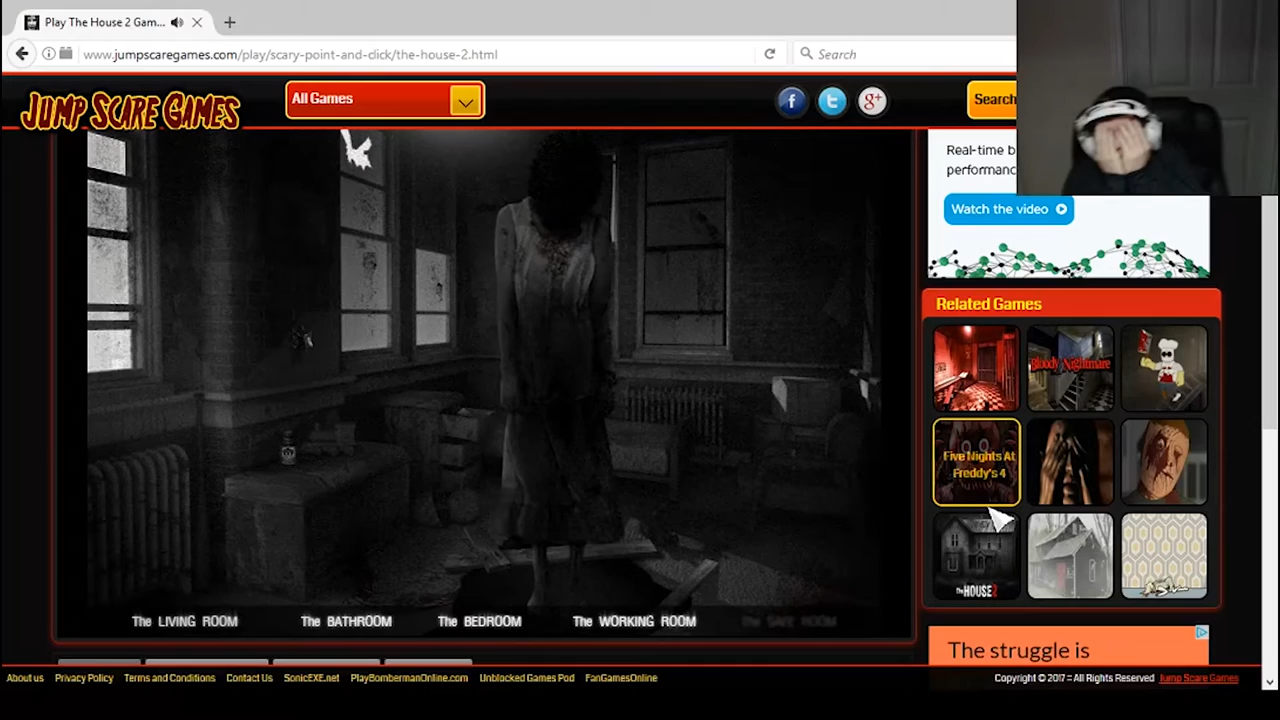 Play The House 2 Gam...
www.jumpscaregames.com/play/scary-point-and-click/the-house-2.html
Search
JUMP SCARE GAMES
All Games
f
t
g+
Search
Real-time b
performanc
Watch the video
Related Games
Bloody Nightmare
Five Nights At
Freddy's 4
The HOUSE 2
The LIVING ROOM
The BATHROOM
The BEDROOM
The WORKING ROOM
The SAFE ROOM
The struggle is
About us
Privacy Policy
Terms and Conditions
Contact Us
SonicEXE.net
PlayBombermanOnline.com
Unblocked Games Pod
FanGamesOnline
Copyright © 2017 = All Rights Reserved Jump Scare Games